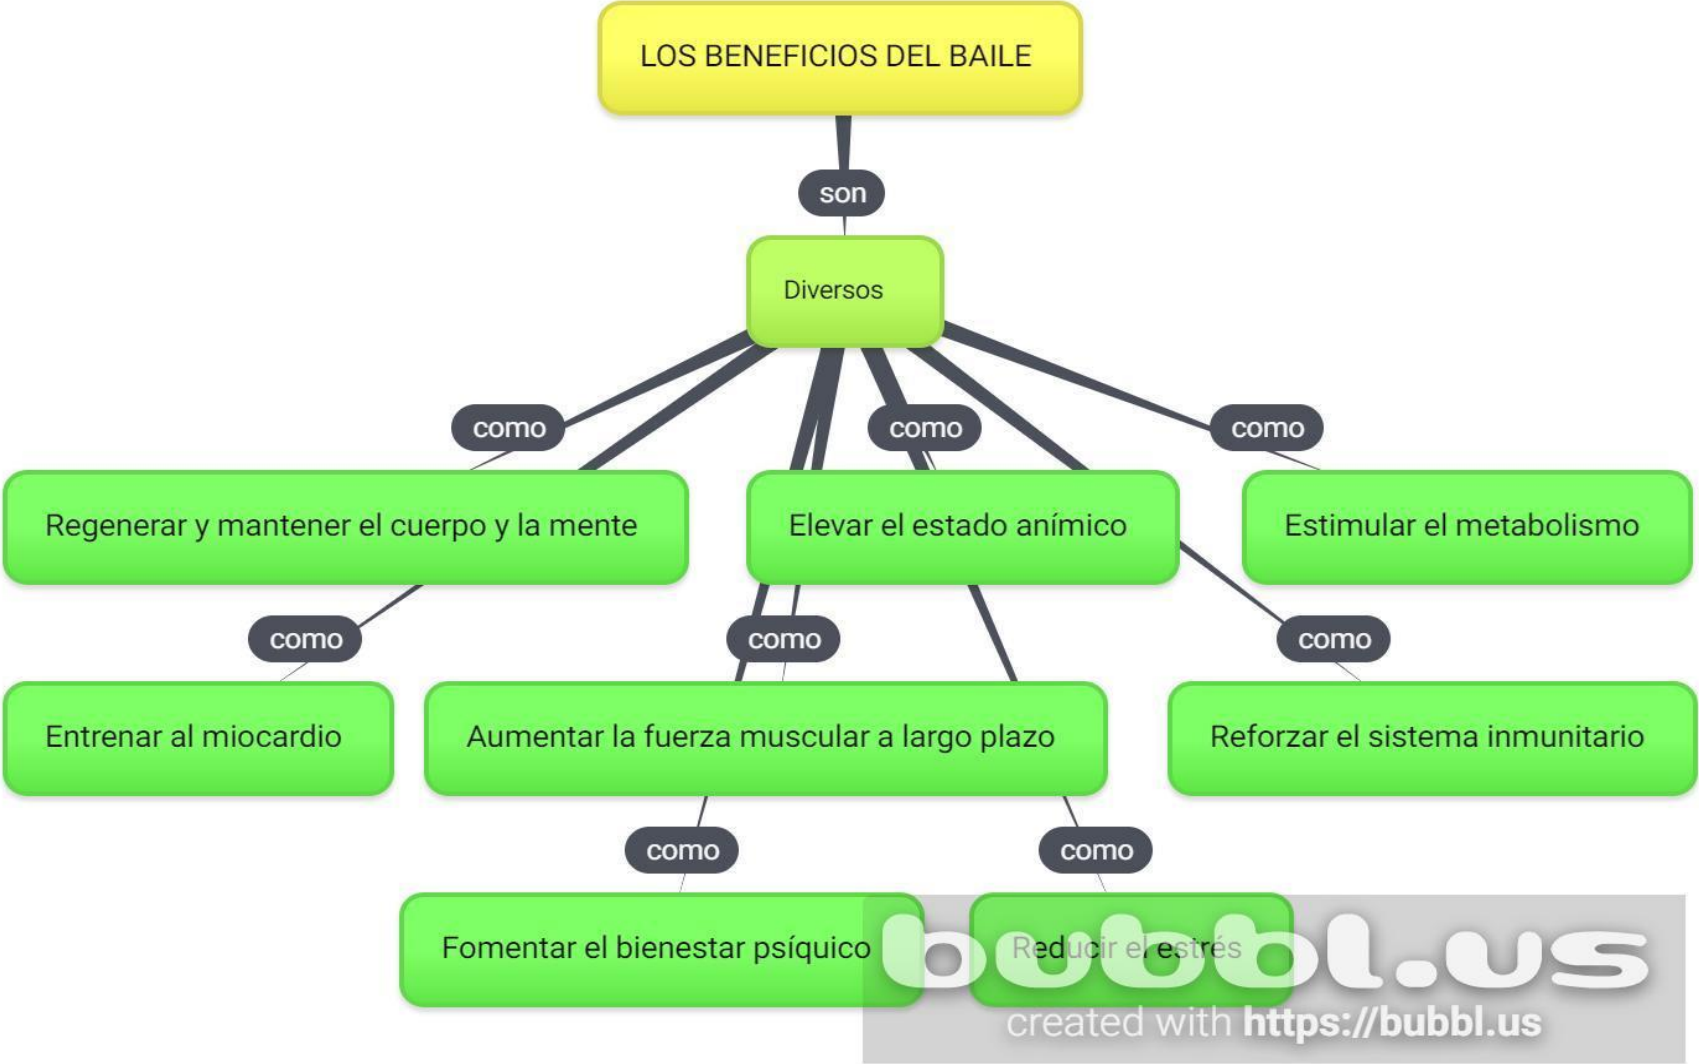 LOS BENEFICIOS DEL BAILE
son
Diversos
como
como
como
Regenerar y mantener el cuerpo y la mente
Elevar el estado anímico
Estimular el metabolismo
como
como
como
Entrenar al miocardio
Aumentar la fuerza muscular a largo plazo
Reforzar el sistema inmunitario
como
como
Fomentar el bienestar psíquico
Reducir el estrés
bubbl.us
created with https://bubbl.us